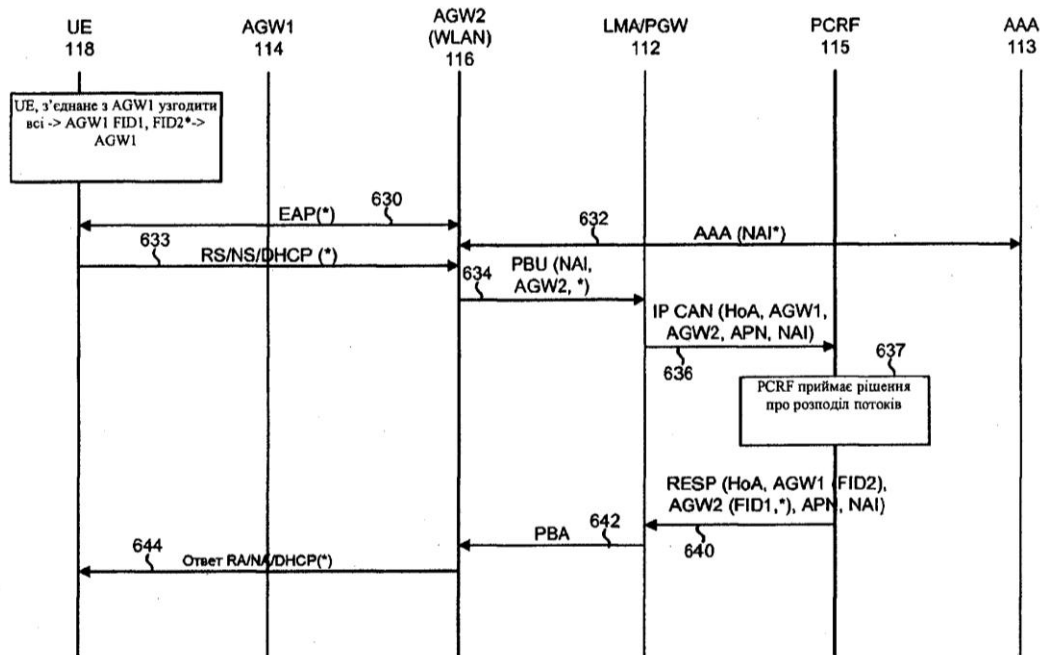 UE
118
AGW1
114
AGW2
(WLAN)
116
LMA/PGW
112
PCRF
115
AAA
113
UE, з’єднане з AGW1 узгодити
всі -> AGW1 FID1, FID2*->
AGW1
EAP(*)
630
632
AAA (NAI*)
633
RS/NS/DHCP (*)
634
PBU (NAI,
AGW2, *)
IP CAN (HoA, AGW1,
AGW2, APN, NAI)
636
637
PCRF приймає рішення
про розподіл потоків
RESP (HoA, AGW1 (FID2),
AGW2 (FID1,*), APN, NAI)
640
642
PBA
644
Ответ RA/NA/DHCP(*)